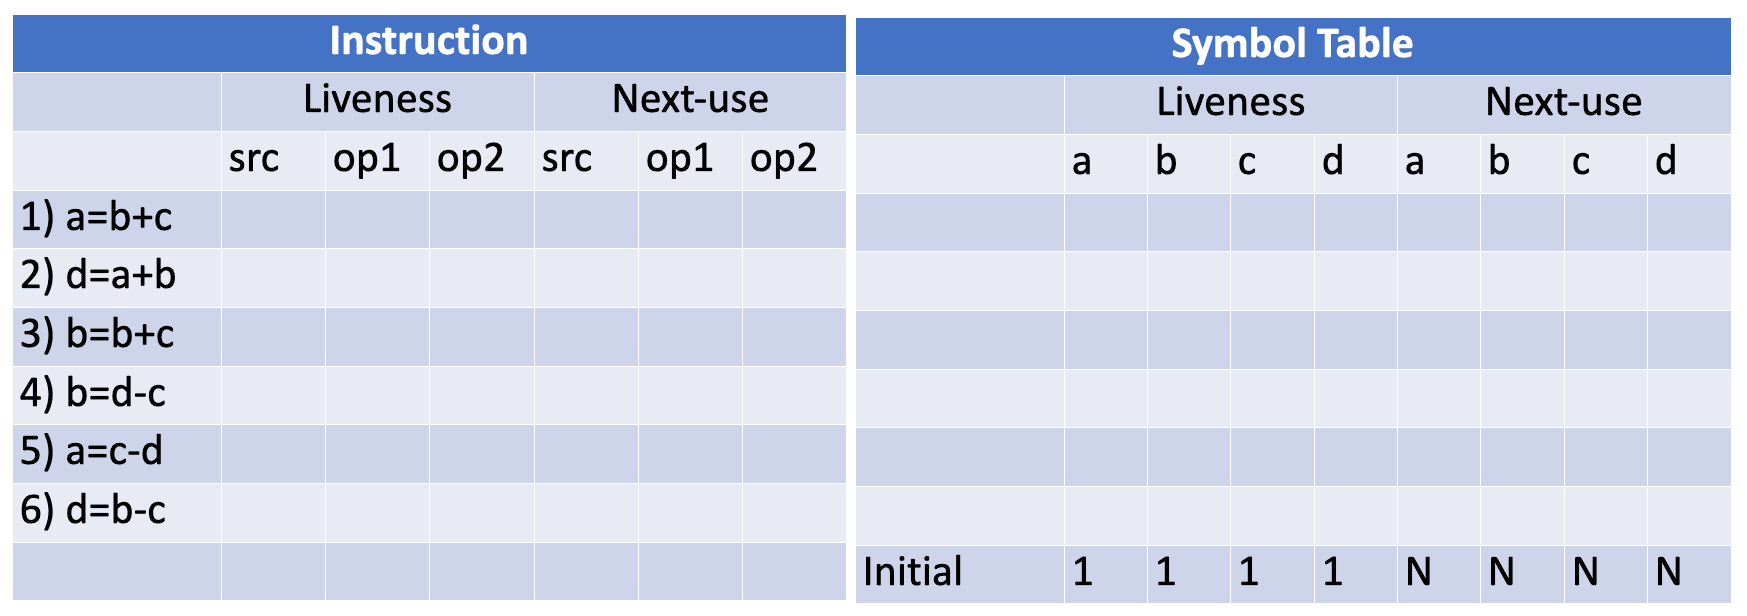 Instruction
Liveness Next-use
src op1 op2 src op1 op2
1) a=b+c
2) d=a+b
3) b=b+c
4) b=d-c
5) a=c-d
6) d=b-c
Symbol Table
Liveness Next-use
a b c d a b c d
Initial 1 1 1 1 N N N N